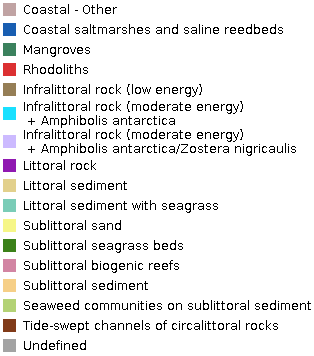 Coastal - Other
Coastal saltmarshes and saline reedbeds
Mangroves
Rhodoliths
Infralittoral rock (low energy)
Infralittoral rock (moderate energy)
+ Amphibolis antarctica
Infralittoral rock (moderate energy)
+ Amphibolis antarctica/Zostera nigricaulis
Littoral rock
Littoral sediment
Littoral sediment with seagrass
Sublittoral sand
Sublittoral seagrass beds
Sublittoral biogenic reefs
Sublittoral sediment
Seaweed communities on sublittoral sediment
Tide-swept channels of circalittoral rocks
Undefined